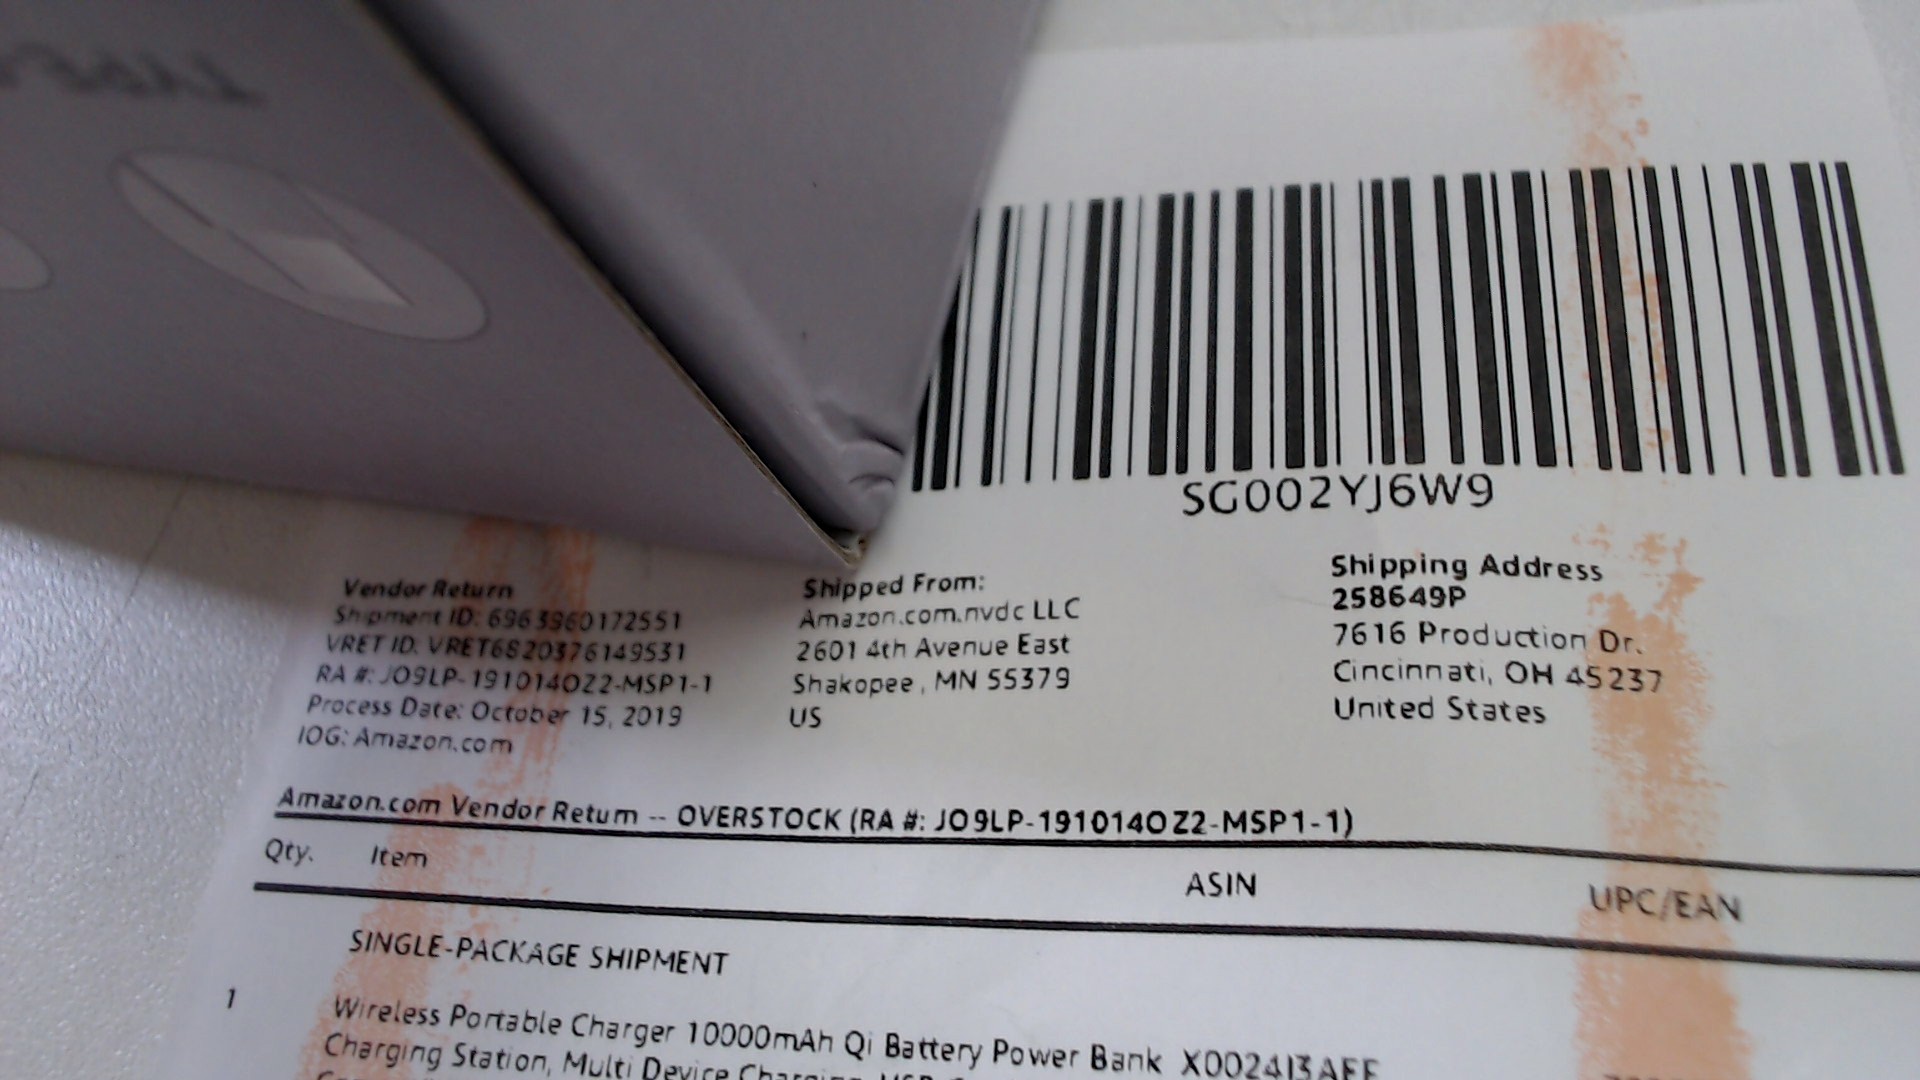 SG002YJ6W9
Vendor Return
Shipment ID: 6963960172551
VRET ID: VRET6820376149531
RA #: JO9LP-191014OZ2-MSP1-1
Process Date: October 15, 2019
IOG: Amazon.com
Shipped From:
Amazon.com.nvdc LLC
2601 4th Avenue East
Shakopee, MN 55379
US
Shipping Address
258649P
7616 Production Dr.
Cincinnati, OH 45237
United States
Amazon.com Vendor Return -- OVERSTOCK (RA #: JO9LP-191014OZ2-MSP1-1)
Qty. Item ASIN UPC/EAN
SINGLE-PACKAGE SHIPMENT
1 Wireless Portable Charger 10000mAh Qi Battery Power Bank
Charging Station, Multi Device